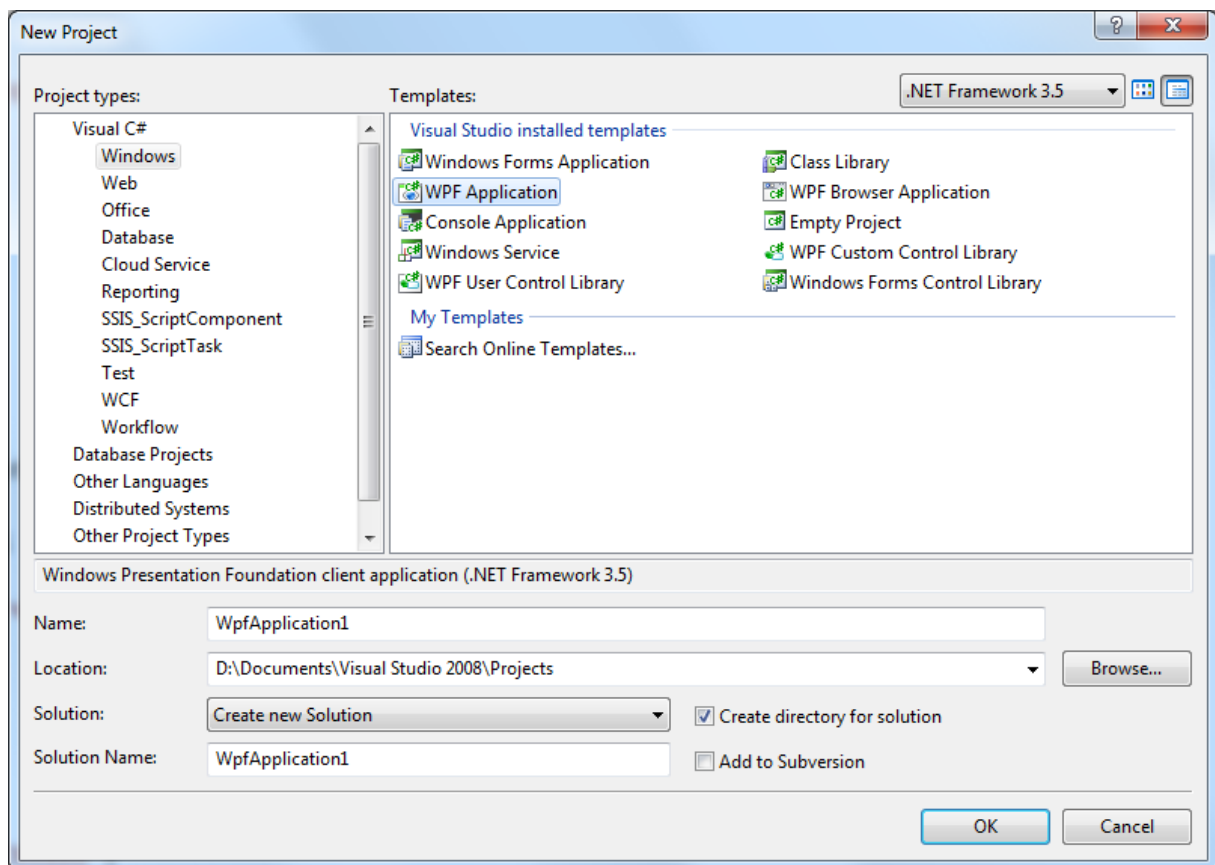 New Project
Project types:
Templates:
.NET Framework 3.5
Visual C#
Windows
Web
Office
Database
Cloud Service
Reporting
SSIS_ScriptComponent
SSIS_ScriptTask
Test
WCF
Workflow
Database Projects
Other Languages
Distributed Systems
Other Project Types
Visual Studio installed templates
Windows Forms Application
Class Library
WPF Application
WPF Browser Application
Console Application
Empty Project
Windows Service
WPF Custom Control Library
WPF User Control Library
Windows Forms Control Library
My Templates
Search Online Templates...
Windows Presentation Foundation client application (.NET Framework 3.5)
Name:
WpfApplication1
Location:
D:\Documents\Visual Studio 2008\Projects
Browse...
Solution:
Create new Solution
Create directory for solution
Solution Name:
WpfApplication1
Add to Subversion
OK
Cancel